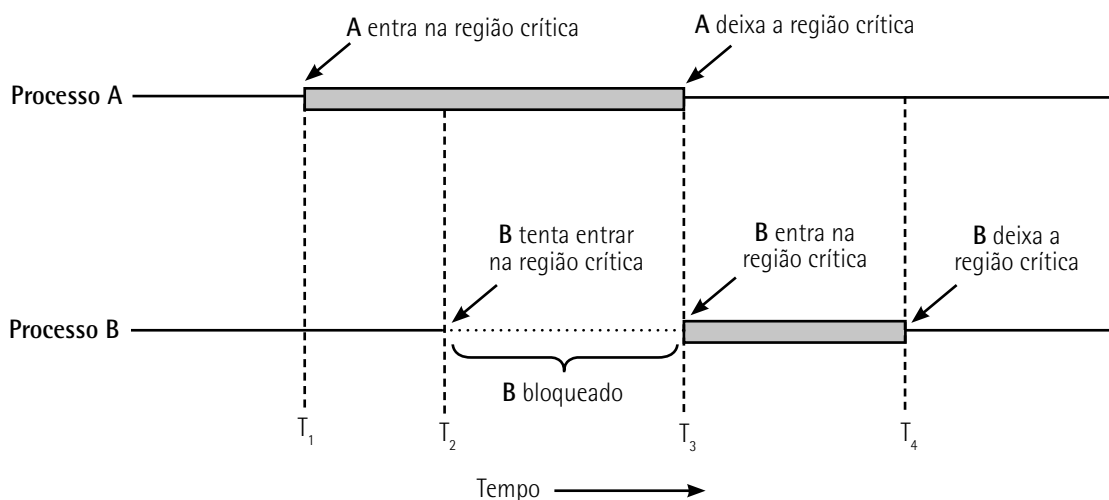 A entra na região crítica
A deixa a região crítica
Processo A
B tenta entrar
na região crítica
B entra na
região crítica
B deixa a
região crítica
Processo B
B bloqueado
T1
T2
T3
T4
Tempo